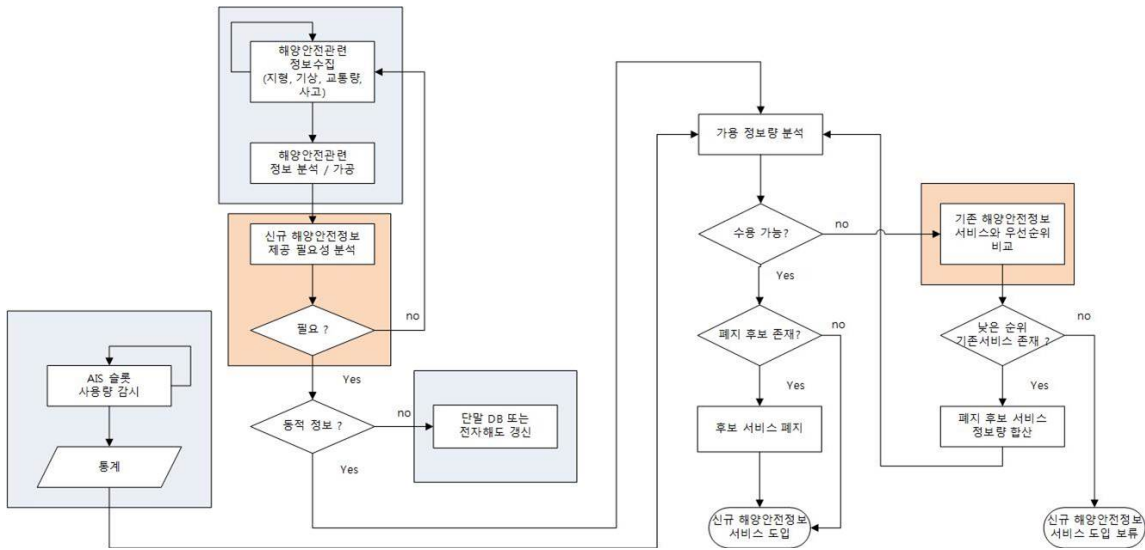 해양안전관련
정보수집
(지형, 기상, 교통량,
사고)
해양안전관련
정보 분석 / 가공
신규 해양안전정보
제공 필요성 분석
필요 ?
no
Yes
AIS 슬롯
사용량 감시
통계
동적 정보 ?
no
Yes
단말 DB 또는
전자해도 갱신
가용 정보량 분석
수용 가능?
no
Yes
기존 해양안전정보
서비스와 우선순위
비교
폐지 후보 존재?
no
Yes
낮은 순위
기존서비스 존재 ?
no
Yes
후보 서비스 폐지
폐지 후보 서비스
정보량 합산
신규 해양안전정보
서비스 도입
신규 해양안전정보
서비스 도입 보류